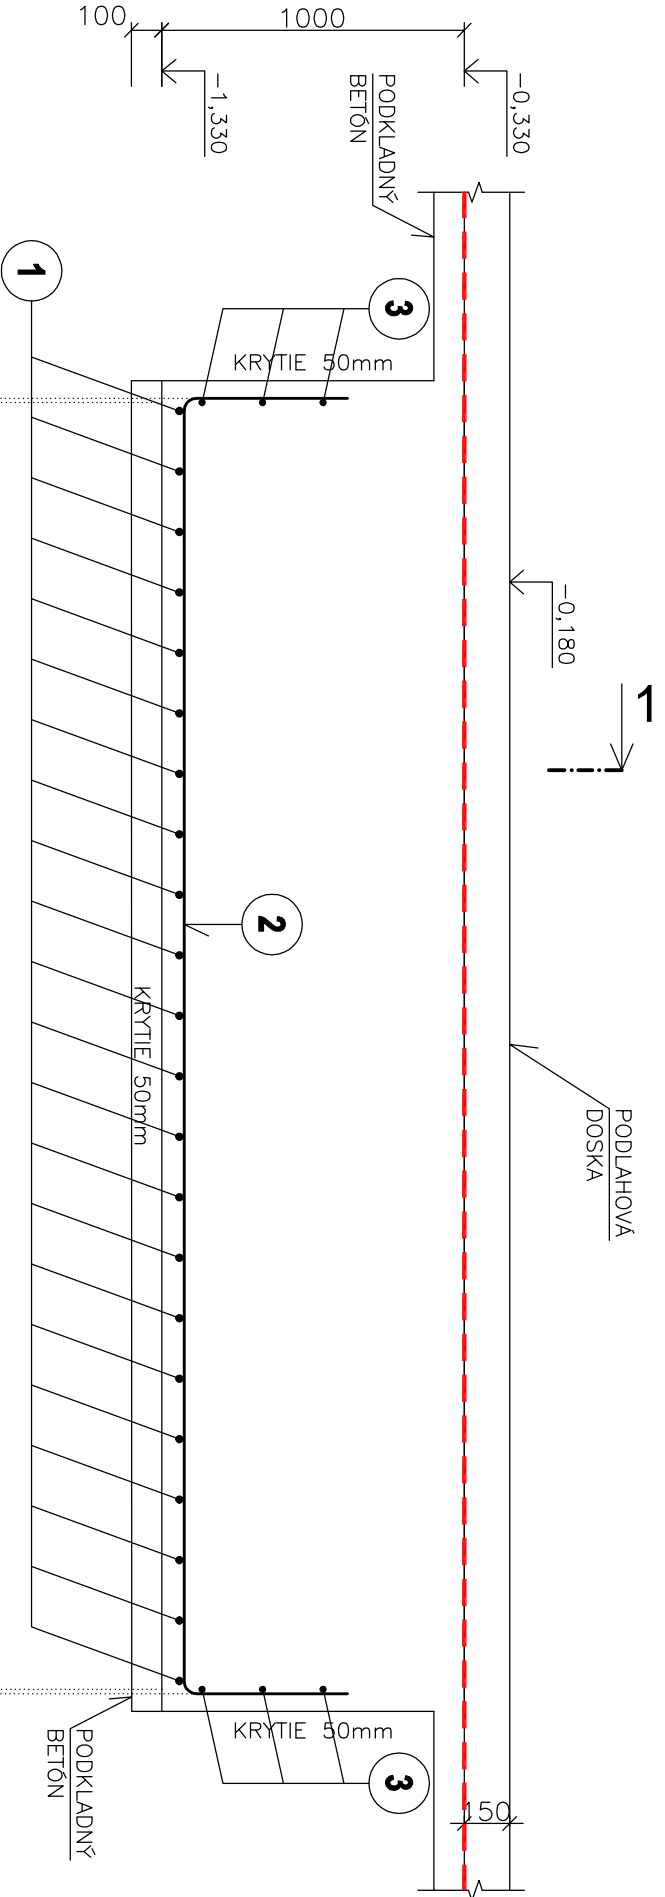 100
1000
-1,330
-0,330
PODKLADNÝ
BETÓN
1
3
KRYTIE 50mm
-0,180
1
2
KRYTIE 50mm
PODLAHOVÁ
DOSKA
KRYTIE 50mm
3
PODKLADNÝ
BETÓN
150